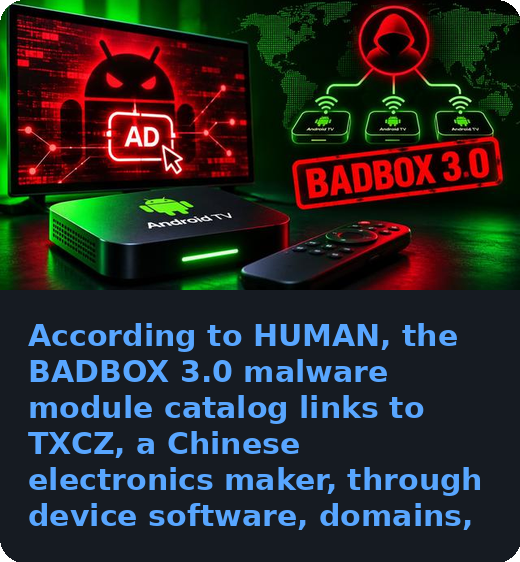 AD
Android TV
Android TV
Android TV
BADBOX 3.0
Android TV
According to HUMAN, the
BADBOX 3.0 malware
module catalog links to
TXCZ, a Chinese
electronics maker, through
device software, domains,